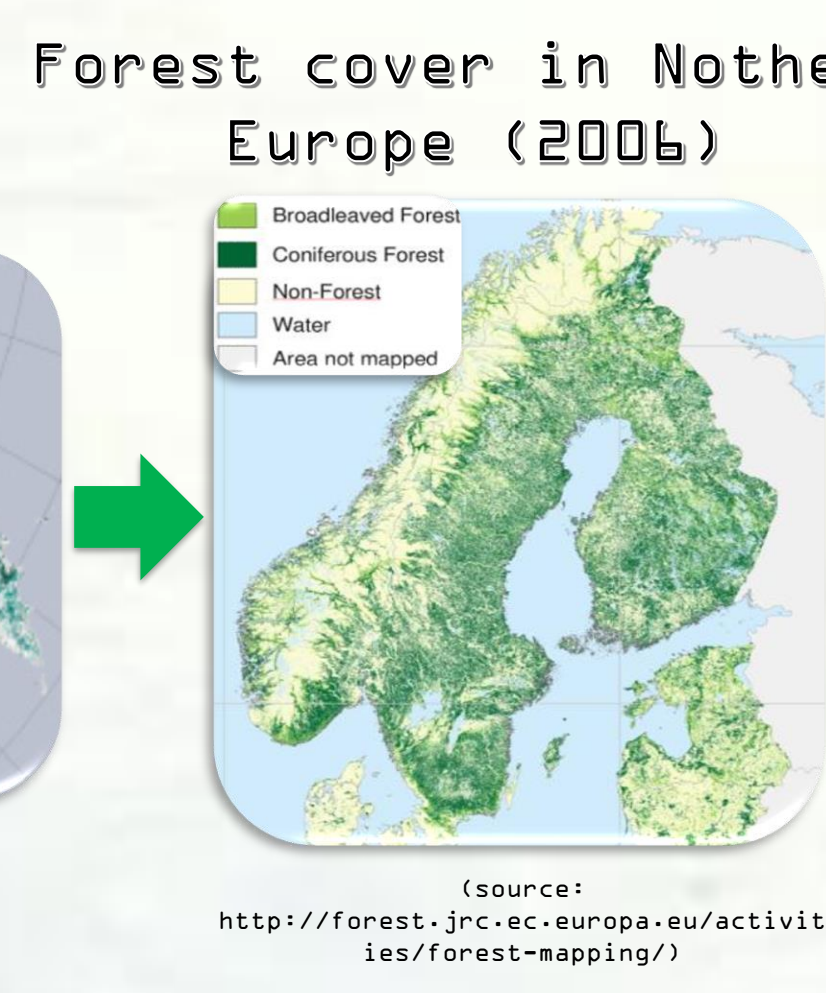 Forest cover in Nothe
Europe (2006)
Broadleaved Forest
Coniferous Forest
Non-Forest
Water
Area not mapped
(source:
http://forest.jrc.ec.europa.eu/activit
ies/forest-mapping/)